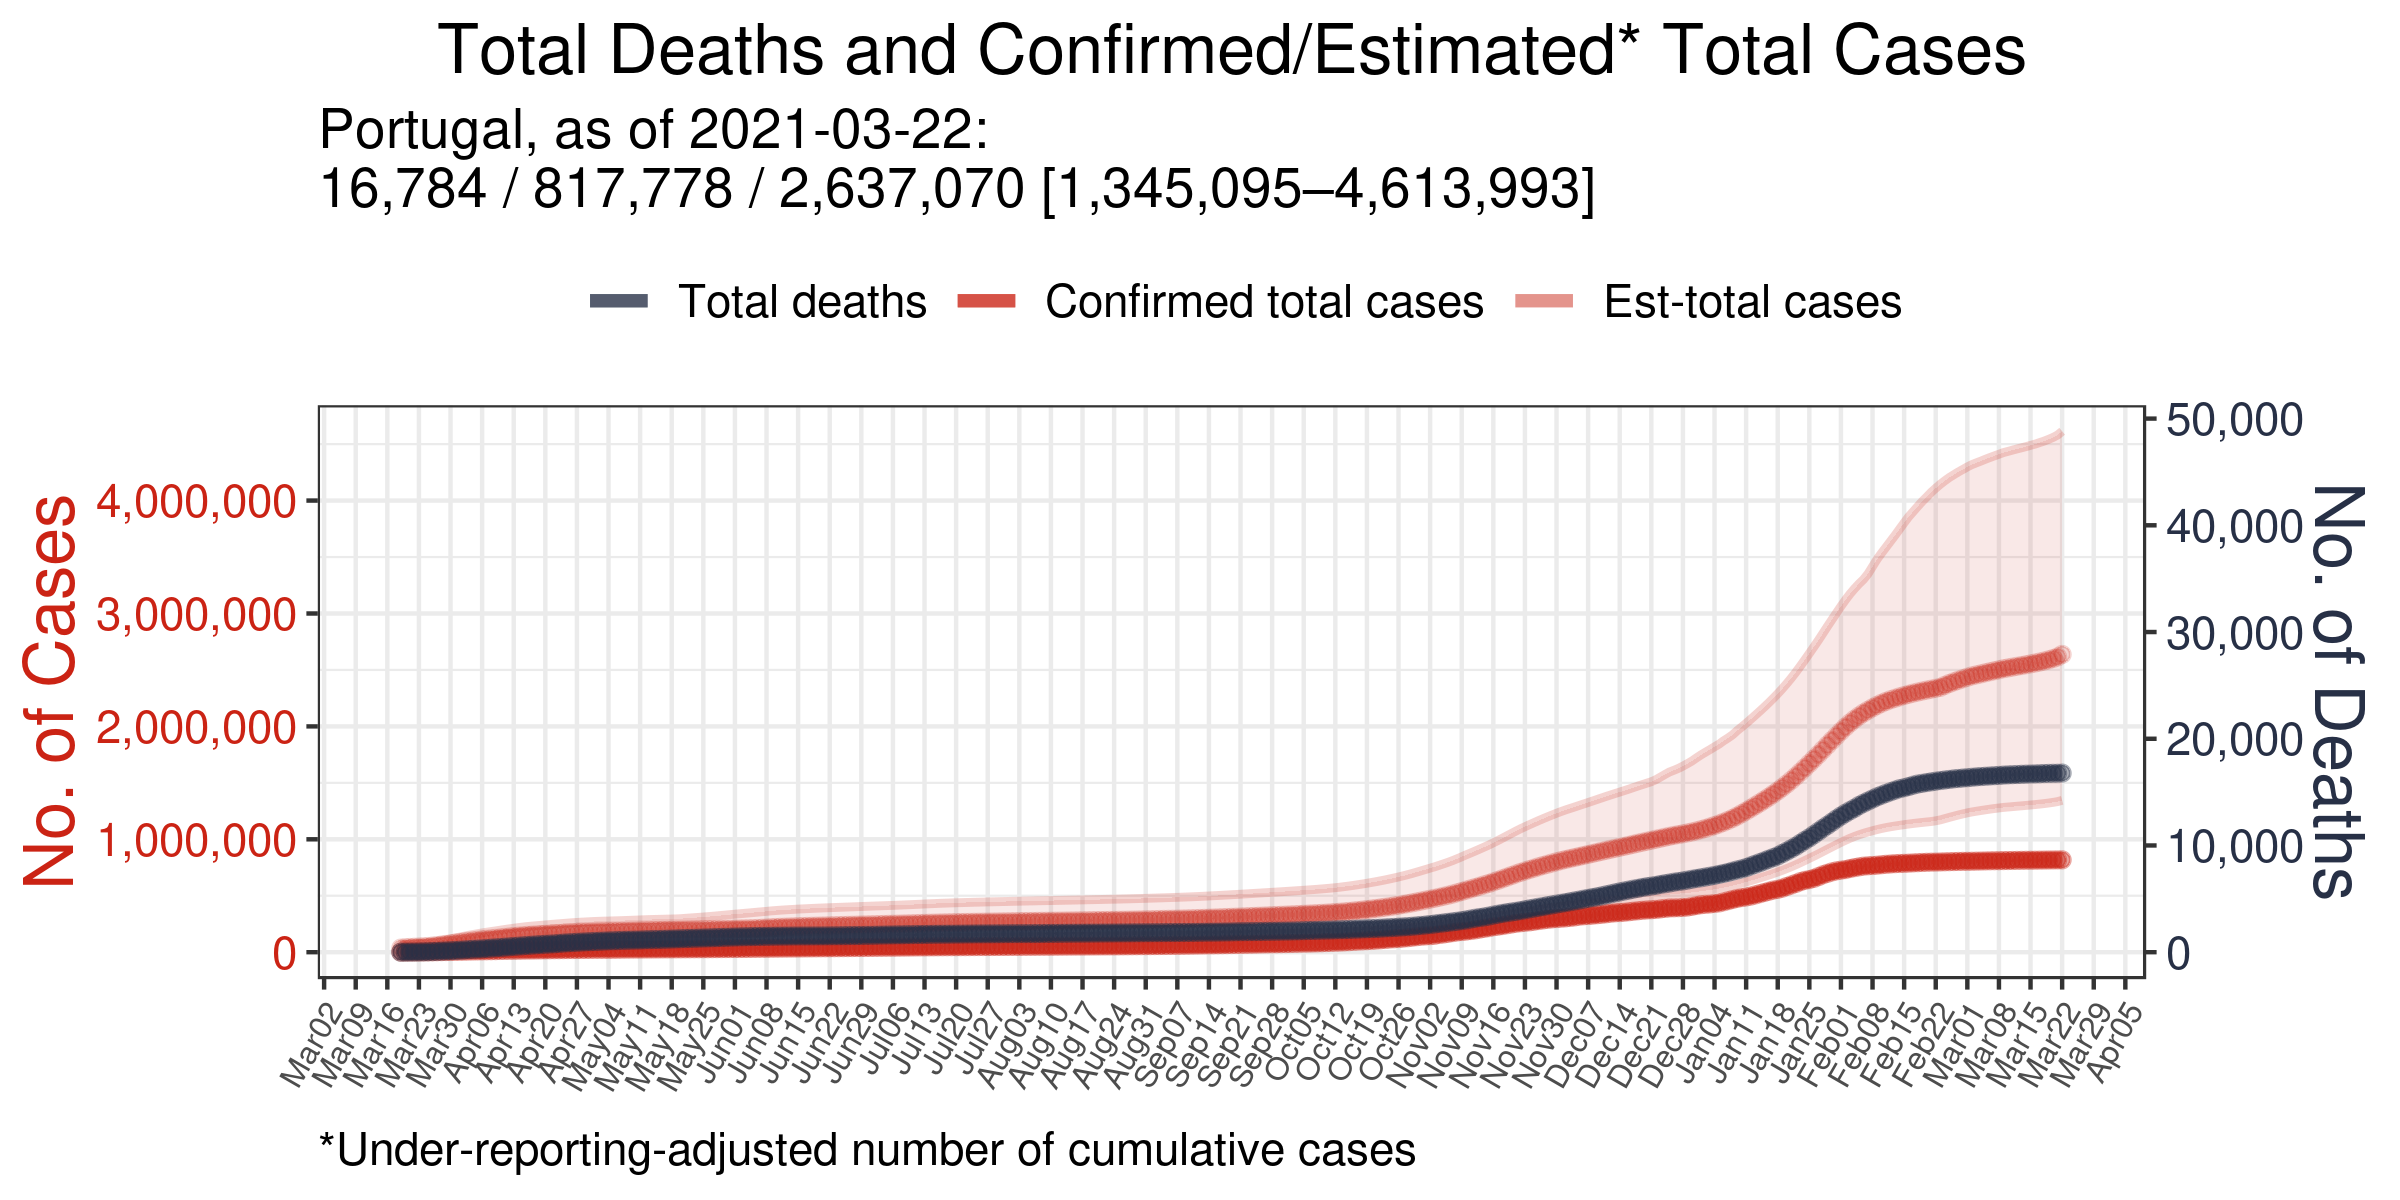 Total Deaths and Confirmed/Estimated* Total Cases
Portugal, as of 2021-03-22:
16,784 / 817,778 / 2,637,070 [1,345,095–4,613,993]
Total deaths
Confirmed total cases
Est-total cases
No. of Cases
4,000,000
3,000,000
2,000,000
1,000,000
0
50,000
40,000
30,000
20,000
10,000
0
No. of Deaths
Mar02
Mar09
Mar16
Mar23
Mar30
Apr06
Apr13
Apr20
Apr27
May04
May11
May18
May25
Jun01
Jun08
Jun15
Jun22
Jun29
Jul06
Jul13
Jul20
Jul27
Aug03
Aug10
Aug17
Aug24
Aug31
Sep07
Sep14
Sep21
Sep28
Oct05
Oct12
Oct19
Oct26
Nov02
Nov09
Nov16
Nov23
Nov30
Dec07
Dec14
Dec21
Dec28
Jan04
Jan11
Jan18
Jan25
Feb01
Feb08
Feb15
Feb22
Mar01
Mar08
Mar15
Mar22
Mar29
Apr05
*Under-reporting-adjusted number of cumulative cases